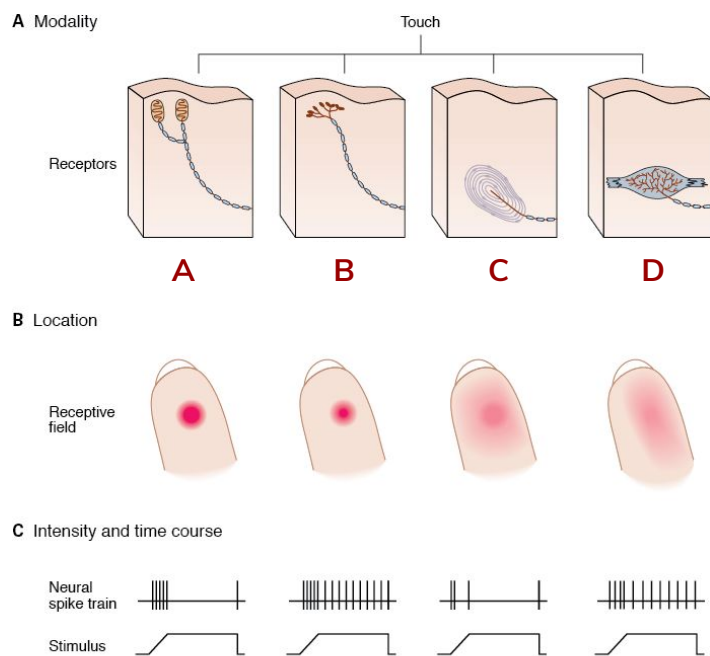 A Modality
Touch
Receptors
A B C D
B Location
Receptive
field
C Intensity and time course
Neural
spike train
Stimulus